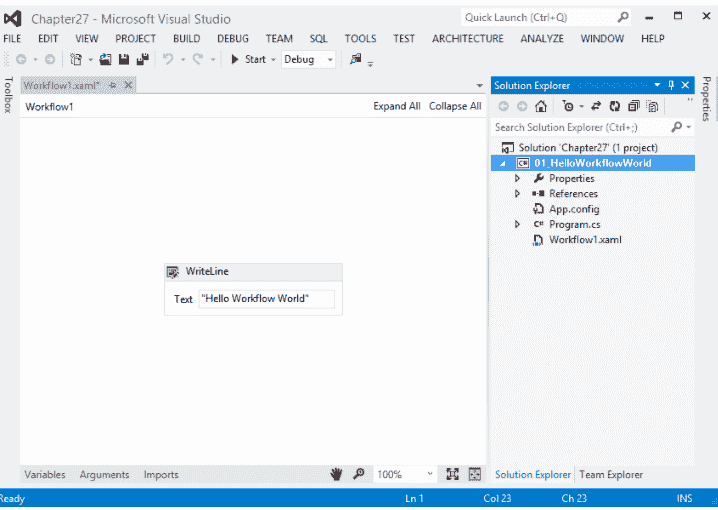 Chapter27 - Microsoft Visual Studio
Quick Launch (Ctrl+Q)
FILE EDIT VIEW PROJECT BUILD DEBUG TEAM SQL TOOLS TEST ARCHITECTURE ANALYZE WINDOW HELP
Start Debug
Toolbox
Workflow1.xaml*
Workflow1 Expand All Collapse All
WriteLine
Text "Hello Workflow World"
Variables Arguments Imports 100%
Solution Explorer
Search Solution Explorer (Ctrl+;)
Solution 'Chapter27' (1 project)
C# 01_HelloWorkflowWorld
Properties
References
App.config
C# Program.cs
Workflow1.xaml
Solution Explorer Team Explorer
Properties
Ready Ln 1 Col 23 Ch 23 INS